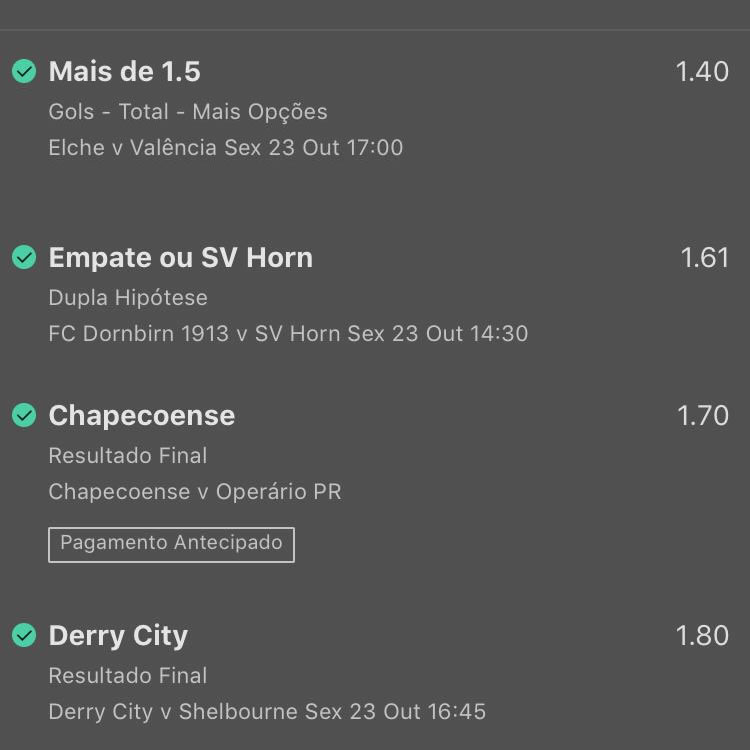 Mais de 1.5 1.40
Gols - Total - Mais Opções
Elche v Valência Sex 23 Out 17:00
Empate ou SV Horn 1.61
Dupla Hipótese
FC Dornbirn 1913 v SV Horn Sex 23 Out 14:30
Chapecoense 1.70
Resultado Final
Chapecoense v Operário PR
Pagamento Antecipado
Derry City 1.80
Resultado Final
Derry City v Shelbourne Sex 23 Out 16:45